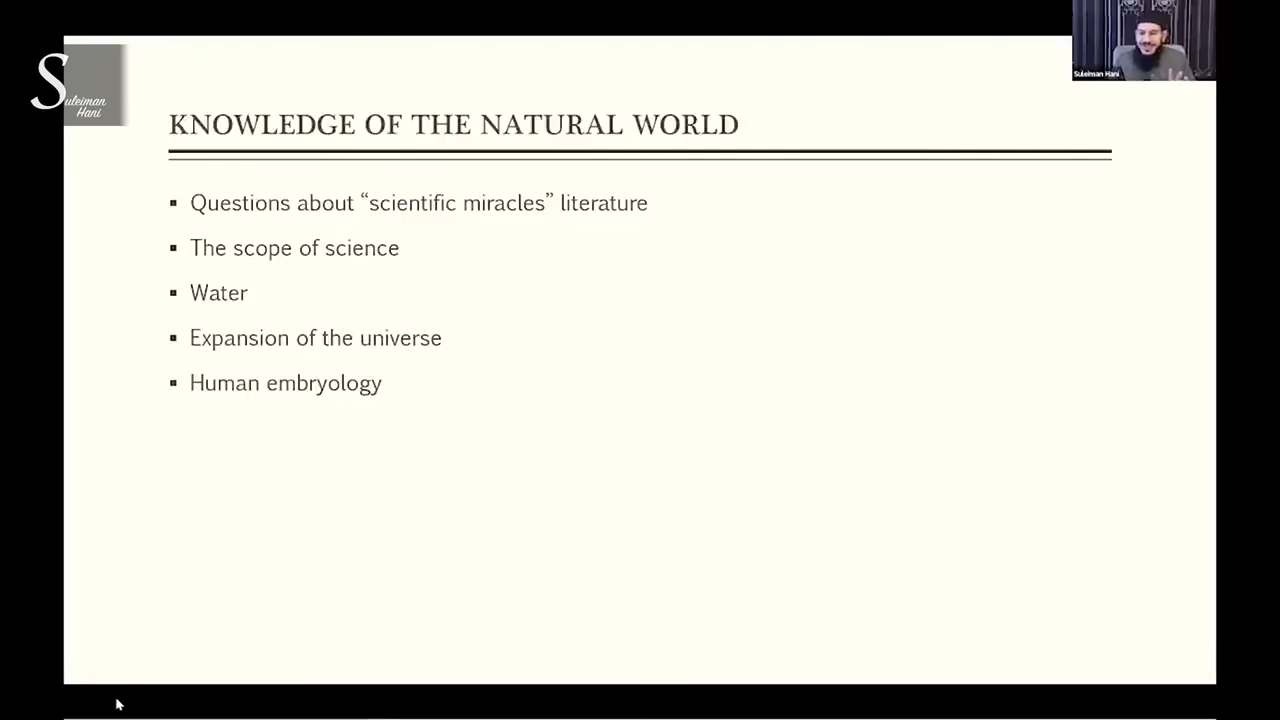 Suleiman
Hani
Suleiman Hani
KNOWLEDGE OF THE NATURAL WORLD
▪ Questions about “scientific miracles” literature
▪ The scope of science
▪ Water
▪ Expansion of the universe
▪ Human embryology